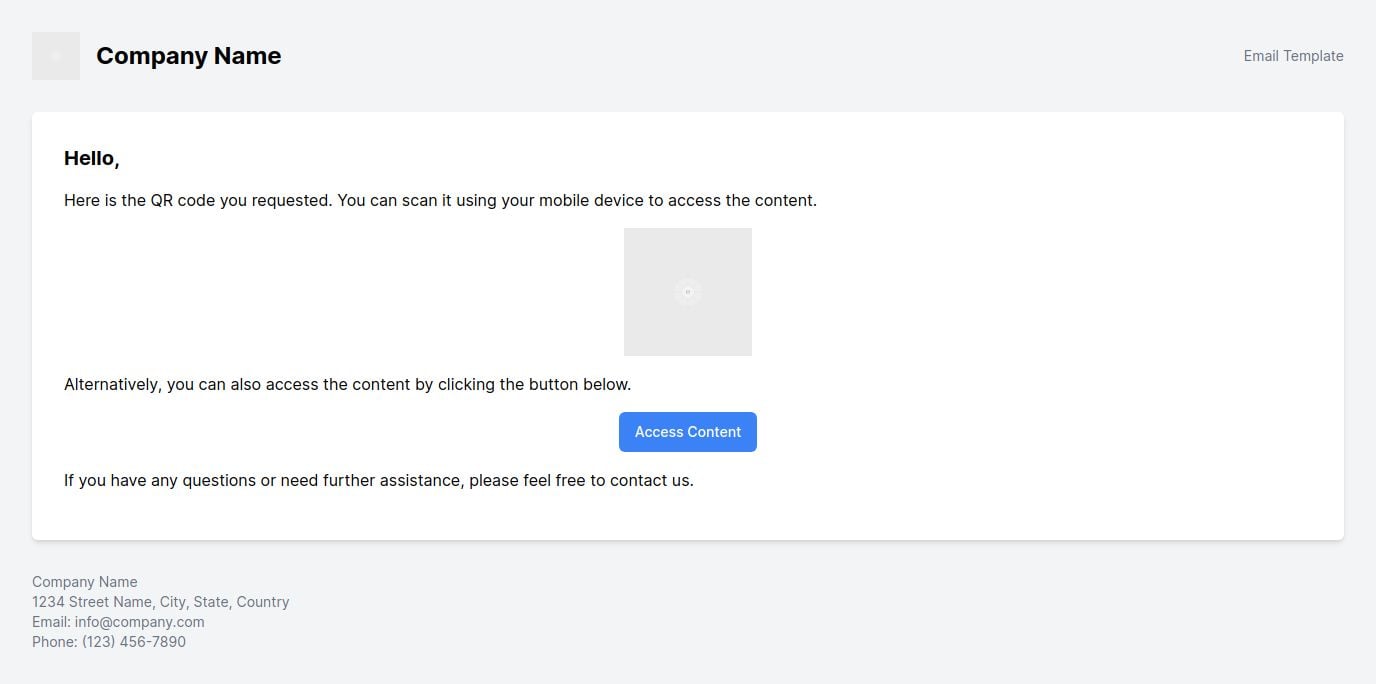 Company Name
Email Template
Hello,
Here is the QR code you requested. You can scan it using your mobile device to access the content.
Alternatively, you can also access the content by clicking the button below.
Access Content
If you have any questions or need further assistance, please feel free to contact us.
Company Name
1234 Street Name, City, State, Country
Email: info@company.com
Phone: (123) 456-7890